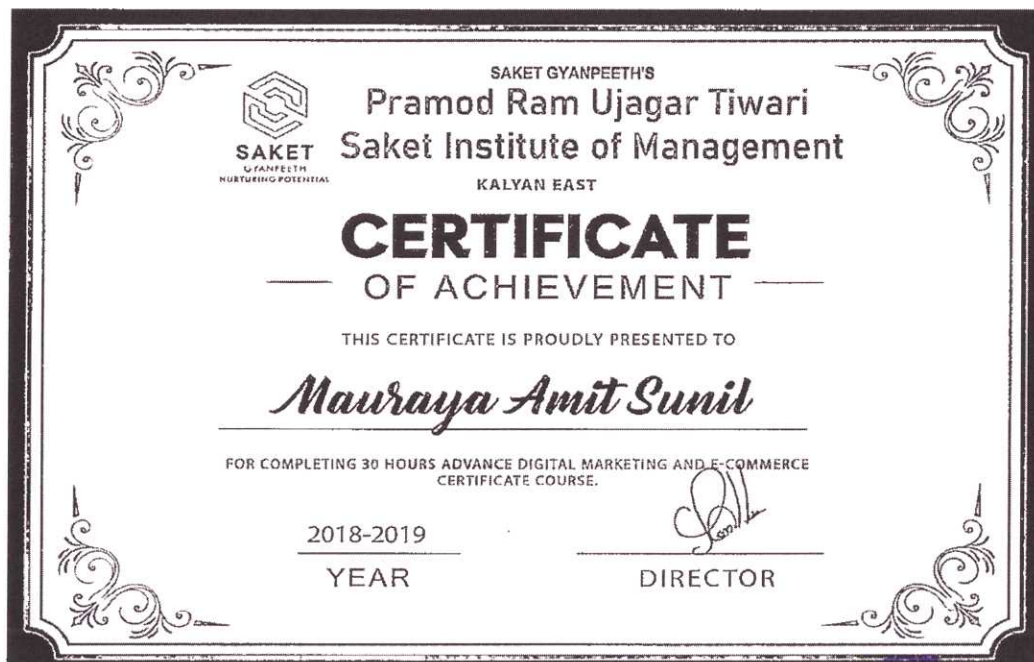 SAKET GYANPEETH'S
Pramod Ram Ujagar Tiwari
Saket Institute of Management
KALYAN EAST
SAKET
GYANPEETH
NURTURING POTENTIAL
CERTIFICATE
OF ACHIEVEMENT
THIS CERTIFICATE IS PROUDLY PRESENTED TO
Mauraya Amit Sunil
FOR COMPLETING 30 HOURS ADVANCE DIGITAL MARKETING AND E-COMMERCE
CERTIFICATE COURSE.
2018-2019
YEAR
DIRECTOR